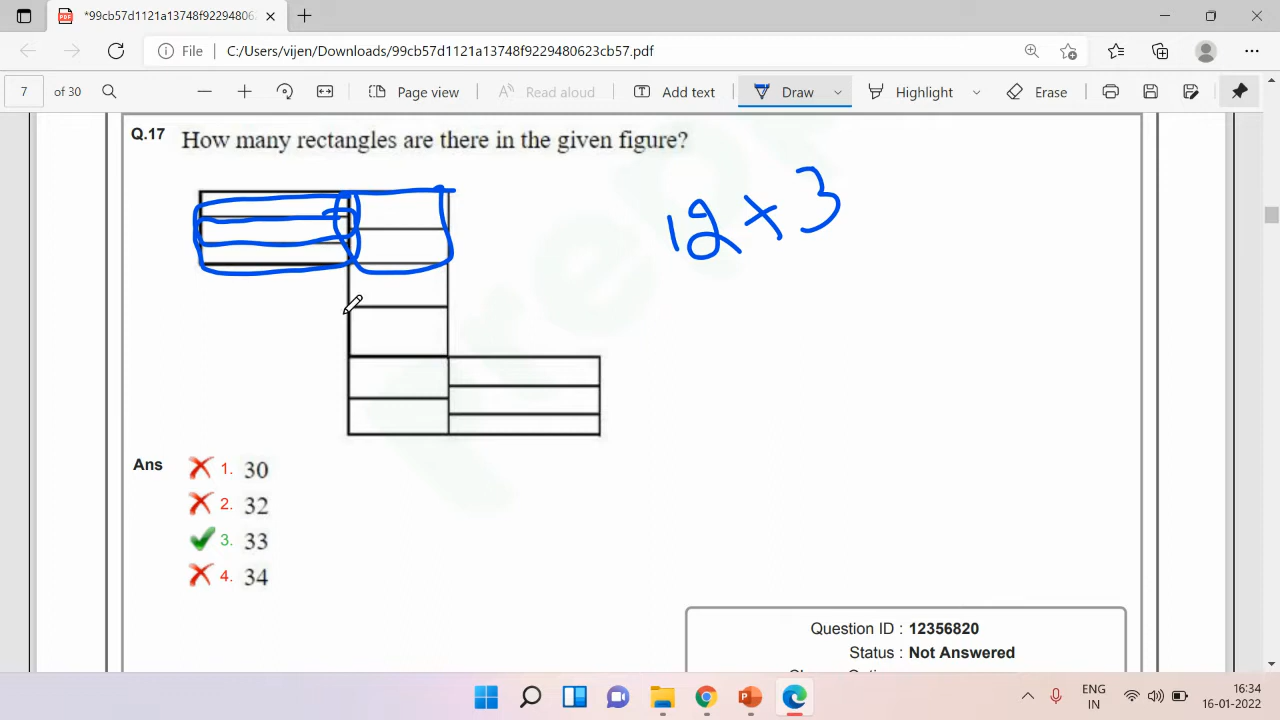 *99cb57d1121a13748f9229480623
File C:/Users/vijen/Downloads/99cb57d1121a13748f9229480623cb57.pdf
7 of 30 Page view Read aloud Add text Draw Highlight Erase
Q.17 How many rectangles are there in the given figure?
12 x 3
Ans 1. 30
2. 32
3. 33
4. 34
Question ID : 12356820
Status : Not Answered
ENG 16:34
IN 16-01-2022